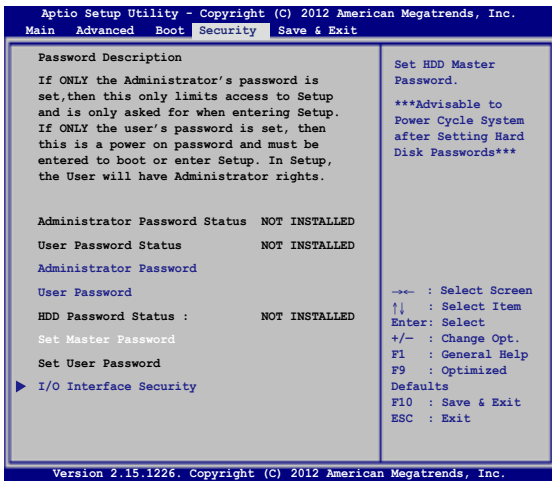 Aptio Setup Utility - Copyright (C) 2012 American Megatrends, Inc.
Main Advanced Boot Security Save & Exit
Password Description
If ONLY the Administrator's password is
set,then this only limits access to Setup
and is only asked for when entering Setup.
If ONLY the user's password is set, then
this is a power on password and must be
entered to boot or enter Setup. In Setup,
the User will have Administrator rights.
Administrator Password Status NOT INSTALLED
User Password Status NOT INSTALLED
Administrator Password
User Password
HDD Password Status : NOT INSTALLED
Set Master Password
Set User Password
I/O Interface Security
Set HDD Master
Password.
***Advisable to
Power Cycle System
after Setting Hard
Disk Passwords***
→← : Select Screen
↑↓ : Select Item
Enter: Select
+/— : Change Opt.
F1 : General Help
F9 : Optimized
Defaults
F10 : Save & Exit
ESC : Exit
Version 2.15.1226. Copyright (C) 2012 American Megatrends, Inc.